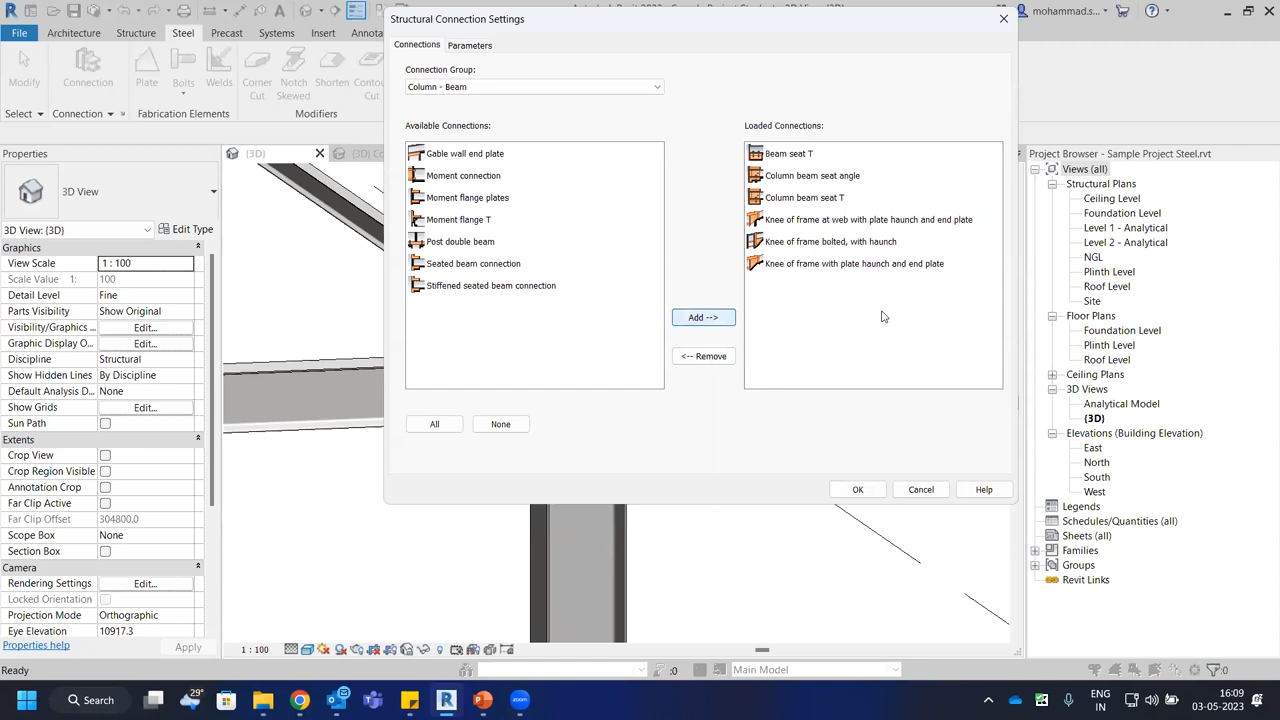 Structural Connection Settings
mohammad.s...
File
Architecture
Structure
Steel
Precast
Systems
Insert
Modify
Connection
Plate
Bolts
Welds
Corner
Cut
Notch
Skewed
Shorten
Select
Connection
Fabrication Elements
Modifiers
Connections
Parameters
Connection Group:
Column - Beam
Available Connections:
Gable wall end plate
Moment connection
Moment flange plates
Moment flange T
Post double beam
Seated beam connection
Stiffened seated beam connection
Add -->
<-- Remove
Loaded Connections:
Beam seat T
Column beam seat angle
Column beam seat T
Knee of frame at web with plate haunch and end plate
Knee of frame bolted, with haunch
Knee of frame with plate haunch and end plate
All
None
OK
Cancel
Help
Properties
3D View
3D View: {3D}
Edit Type
Graphics
View Scale
1 : 100
Scale Value 1:
100
Detail Level
Fine
Parts Visibility
Show Original
Visibility/Graphics ...
Edit...
Graphic Display O...
Edit...
Discipline
Structural
Show Hidden Lines
By Discipline
Default Analysis D...
None
Show Grids
Edit...
Sun Path
Extents
Crop View
Crop Region Visible
Annotation Crop
Far Clip Active
Far Clip Offset
304800.0
Scope Box
None
Section Box
Camera
Rendering Settings
Edit...
Locked Orientation
Projection Mode
Orthographic
Eye Elevation
10917.3
Properties help
Apply
{3D}
1 : 100
Project Browser - Sample Project Steel.rvt
Views (all)
Structural Plans
Ceiling Level
Foundation Level
Level 1 - Analytical
Level 2 - Analytical
NGL
Plinth Level
Roof Level
Site
Floor Plans
Foundation Level
Plinth Level
Roof Level
Ceiling Plans
3D Views
Analytical Model
{3D}
Elevations (Building Elevation)
East
North
South
West
Legends
Schedules/Quantities (all)
Sheets (all)
Families
Groups
Revit Links
Ready
:0
Main Model
:0
Search
29°
ENG
IN
16:09
03-05-2023